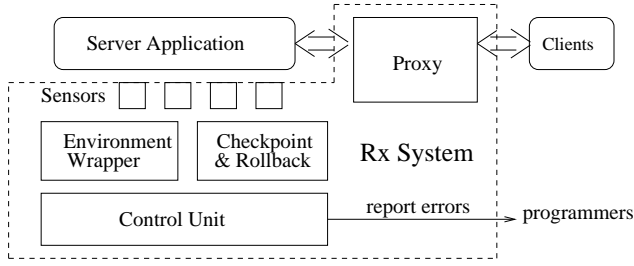 Server Application
Proxy
Clients
Sensors
Environment
Wrapper
Checkpoint
& Rollback
Rx System
Control Unit
report errors
programmers